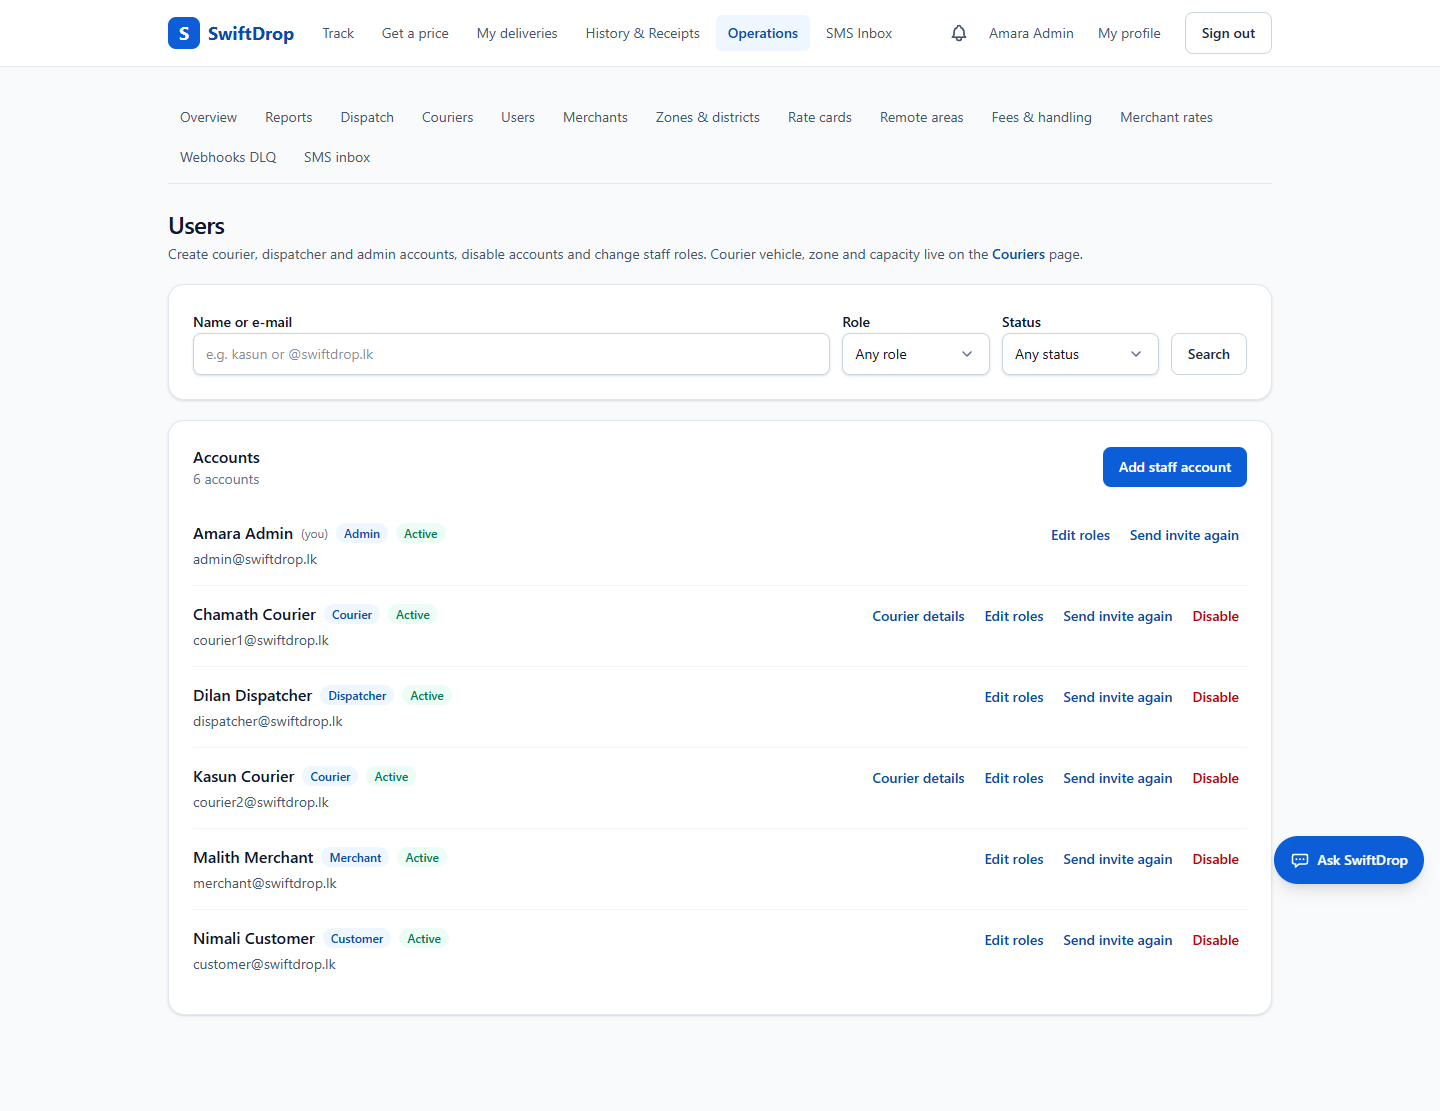 S SwiftDrop Track Get a price My deliveries History & Receipts Operations SMS Inbox Amara Admin My profile Sign out
Overview Reports Dispatch Couriers Users Merchants Zones & districts Rate cards Remote areas Fees & handling Merchant rates
Webhooks DLQ SMS inbox
Users
Create courier, dispatcher and admin accounts, disable accounts and change staff roles. Courier vehicle, zone and capacity live on the Couriers page.
Name or e-mail Role Status
e.g. kasun or @swiftdrop.lk Any role Any status Search
Accounts
6 accounts
Add staff account
Amara Admin (you) Admin Active Edit roles Send invite again
admin@swiftdrop.lk
Chamath Courier Courier Active Courier details Edit roles Send invite again Disable
courier1@swiftdrop.lk
Dilan Dispatcher Dispatcher Active Edit roles Send invite again Disable
dispatcher@swiftdrop.lk
Kasun Courier Courier Active Courier details Edit roles Send invite again Disable
courier2@swiftdrop.lk
Malith Merchant Merchant Active Edit roles Send invite again Disable
merchant@swiftdrop.lk
Ask SwiftDrop
Nimali Customer Customer Active Edit roles Send invite again Disable
customer@swiftdrop.lk